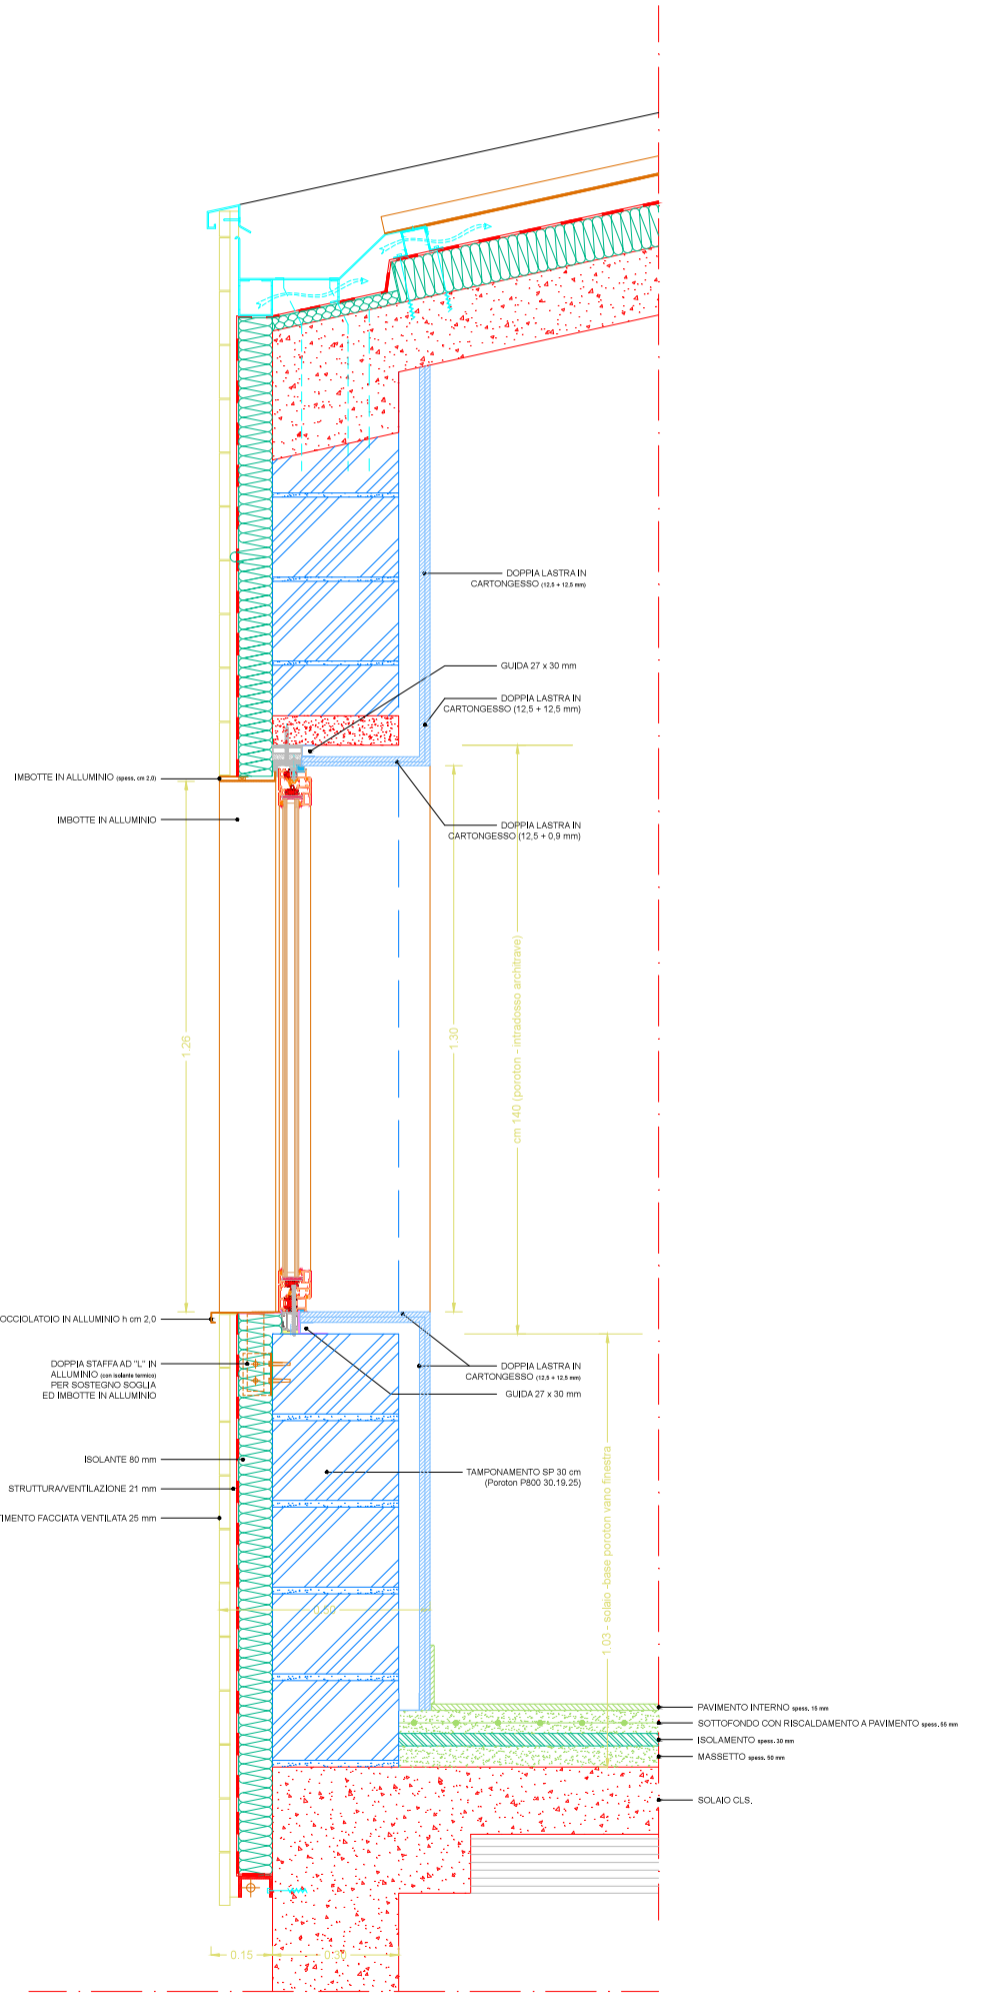 DOPPIA LASTRA IN
CARTONGESSO (12,5 + 12,5 mm)
GUIDA 27 x 30 mm
DOPPIA LASTRA IN
CARTONGESSO (12,5 + 12,5 mm)
IMBOTTE IN ALLUMINIO (spess. cm 2,0)
IMBOTTE IN ALLUMINIO
DOPPIA LASTRA IN
CARTONGESSO (12,5 + 0,9 mm)
1.26
1.30
cm 140 (poroton - intradosso architrave)
OCCIOLATOIO IN ALLUMINIO h cm 2,0
DOPPIA STAFFA AD "L" IN
ALLUMINIO (con isolante termico)
PER SOSTEGNO SOGLIA
ED IMBOTTE IN ALLUMINIO
DOPPIA LASTRA IN
CARTONGESSO (12,5 + 12,5 mm)
GUIDA 27 x 30 mm
ISOLANTE 80 mm
TAMPONAMENTO SP 30 cm
(Poroton P800 30.19.25)
STRUTTURA/VENTILAZIONE 21 mm
IMENTO FACCIATA VENTILATA 25 mm
1.03 - solaio -base poroton vano finestra
0.50
PAVIMENTO INTERNO spess. 15 mm
SOTTOFONDO CON RISCALDAMENTO A PAVIMENTO spess. 55 mm
ISOLAMENTO spess. 30 mm
MASSETTO spess. 50 mm
SOLAIO CLS.
0.15
0.30